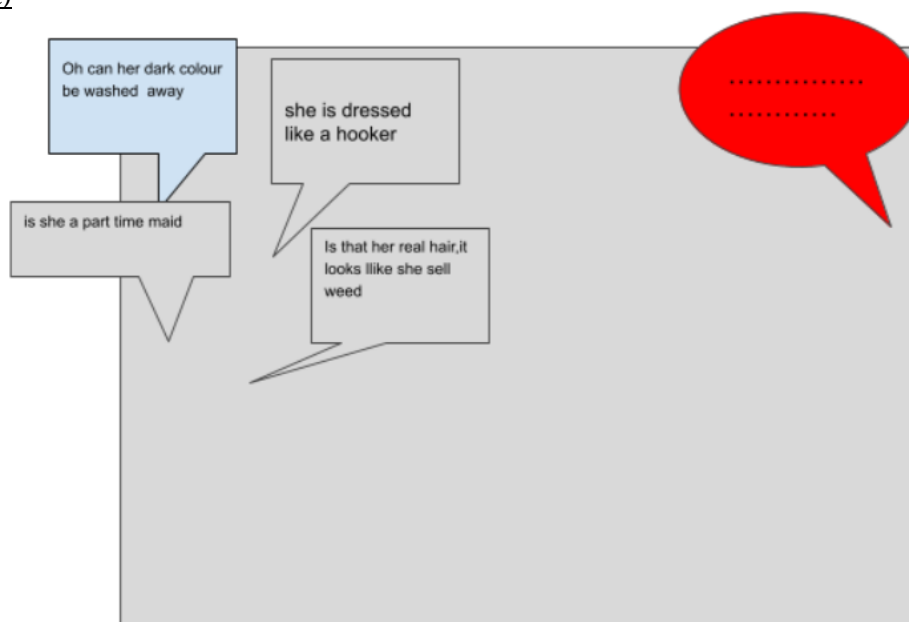 Oh can her dark colour
be washed away
she is dressed
like a hooker
is she a part time maid
Is that her real hair,it
looks llike she sell
weed
................
.............